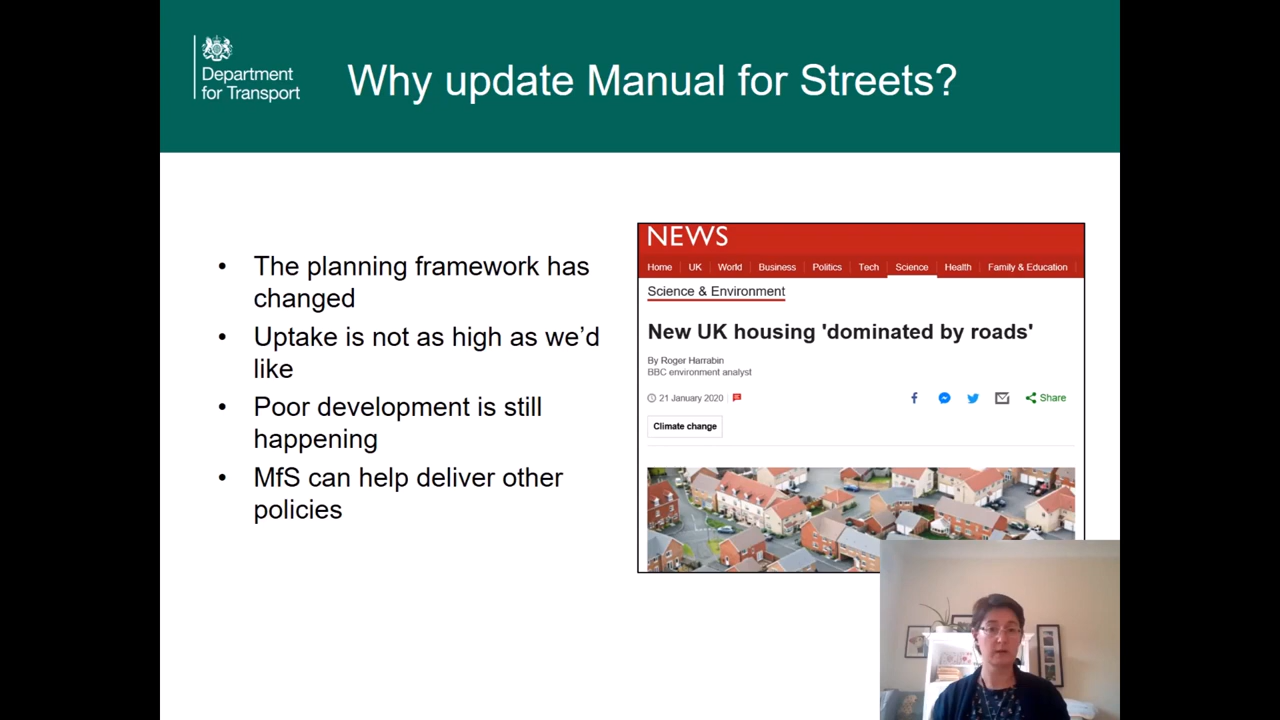 Department
for Transport
Why update Manual for Streets?
• The planning framework has
changed
• Uptake is not as high as we’d
like
• Poor development is still
happening
• MfS can help deliver other
policies
NEWS
Home UK World Business Politics Tech Science Health Family & Education
Science & Environment
New UK housing 'dominated by roads'
By Roger Harrabin
BBC environment analyst
21 January 2020
Share
Climate change